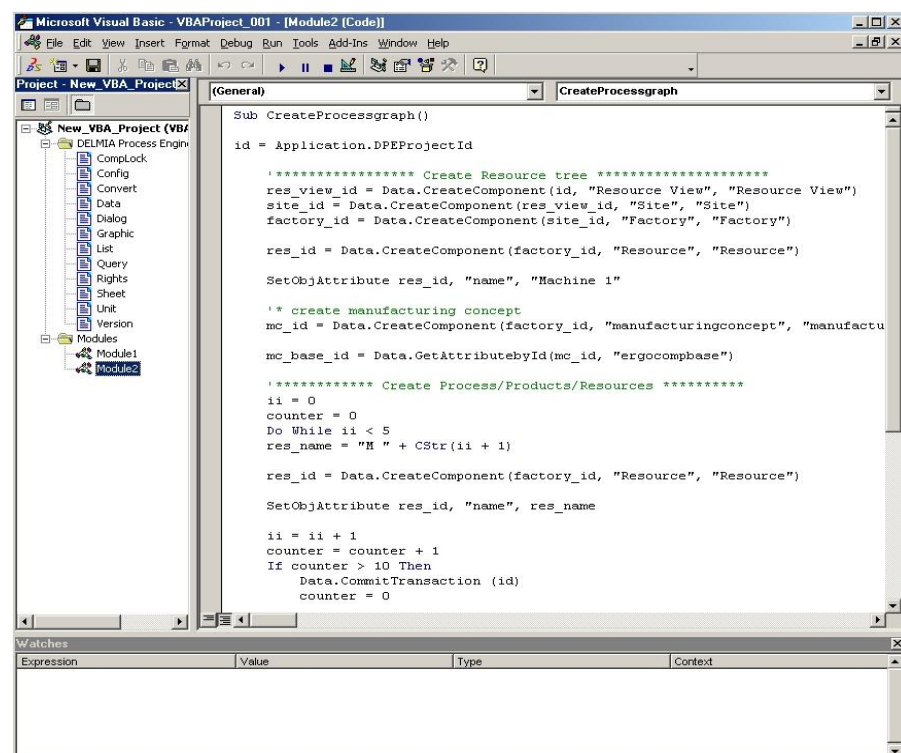 Microsoft Visual Basic - VBAProject_001 - [Module2 (Code)]
File Edit View Insert Format Debug Run Tools Add-Ins Window Help
Project - New_VBA_Project
(General)
CreateProcessgraph
New_VBA_Project (VBA
DELMIA Process Engin
CompLock
Config
Convert
Data
Dialog
Graphic
List
Query
Rights
Sheet
Unit
Version
Modules
Module1
Module2
Sub CreateProcessgraph()
id = Application.DPEProjectId
'***************** Create Resource tree *********************
res_view_id = Data.CreateComponent(id, "Resource View", "Resource View")
site_id = Data.CreateComponent(res_view_id, "Site", "Site")
factory_id = Data.CreateComponent(site_id, "Factory", "Factory")
res_id = Data.CreateComponent(factory_id, "Resource", "Resource")
SetObjAttribute res_id, "name", "Machine 1"
'* create manufacturing concept
mc_id = Data.CreateComponent(factory_id, "manufacturingconcept", "manufactu
mc_base_id = Data.GetAttributebyId(mc_id, "ergocompbase")
'************ Create Process/Products/Resources **********
ii = 0
counter = 0
Do While ii < 5
res_name = "M " + CStr(ii + 1)
res_id = Data.CreateComponent(factory_id, "Resource", "Resource")
SetObjAttribute res_id, "name", res_name
ii = ii + 1
counter = counter + 1
If counter > 10 Then
Data.CommitTransaction (id)
counter = 0
Watches
Expression Value Type Context